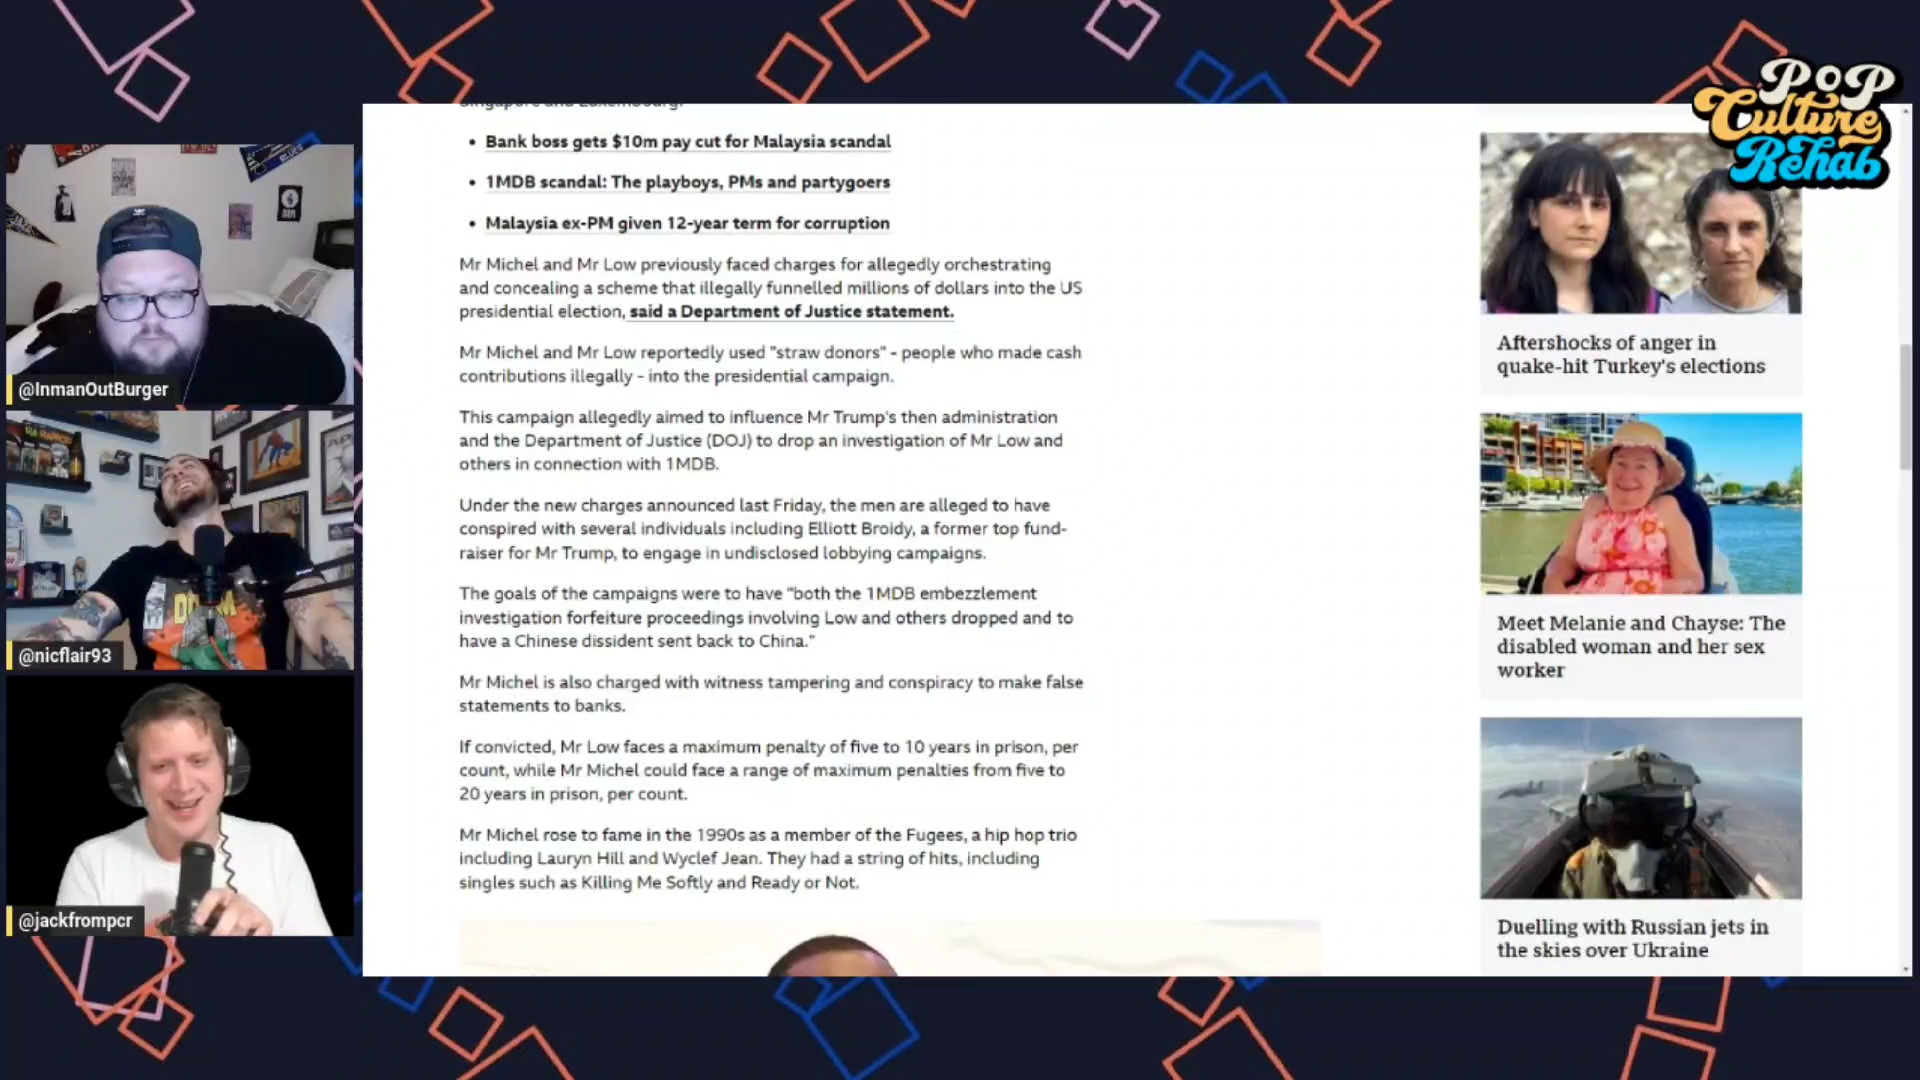 POP
Culture
Rehab
Singapore and Luxembourg.
• Bank boss gets $10m pay cut for Malaysia scandal
• 1MDB scandal: The playboys, PMs and partygoers
• Malaysia ex-PM given 12-year term for corruption
Mr Michel and Mr Low previously faced charges for allegedly orchestrating
and concealing a scheme that illegally funnelled millions of dollars into the US
presidential election, said a Department of Justice statement.
Mr Michel and Mr Low reportedly used "straw donors" - people who made cash
contributions illegally - into the presidential campaign.
This campaign allegedly aimed to influence Mr Trump's then administration
and the Department of Justice (DOJ) to drop an investigation of Mr Low and
others in connection with 1MDB.
Under the new charges announced last Friday, the men are alleged to have
conspired with several individuals including Elliott Broidy, a former top fund-
raiser for Mr Trump, to engage in undisclosed lobbying campaigns.
The goals of the campaigns were to have "both the 1MDB embezzlement
investigation forfeiture proceedings involving Low and others dropped and to
have a Chinese dissident sent back to China."
Mr Michel is also charged with witness tampering and conspiracy to make false
statements to banks.
If convicted, Mr Low faces a maximum penalty of five to 10 years in prison, per
count, while Mr Michel could face a range of maximum penalties from five to
20 years in prison, per count.
Mr Michel rose to fame in the 1990s as a member of the Fugees, a hip hop trio
including Lauryn Hill and Wyclef Jean. They had a string of hits, including
singles such as Killing Me Softly and Ready or Not.
Aftershocks of anger in
quake-hit Turkey's elections
Meet Melanie and Chayse: The
disabled woman and her sex
worker
Duelling with Russian jets in
the skies over Ukraine
@InmanOutBurger
@nicflair93
@jackfrompcr